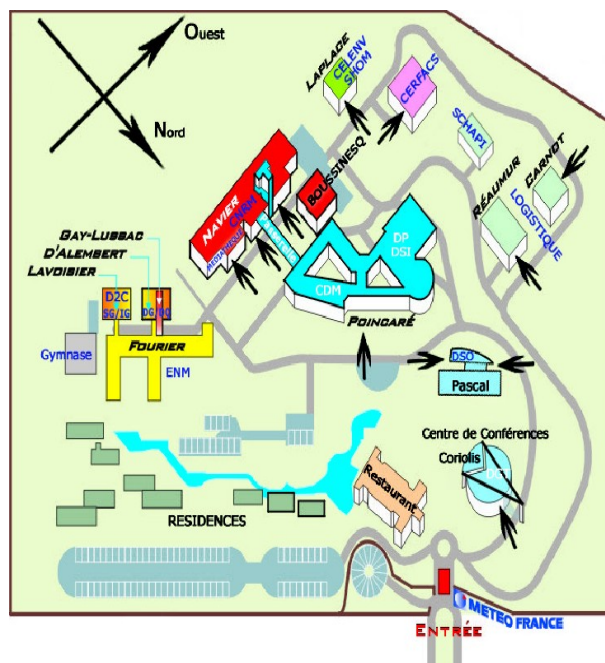 Ouest
Nord
LAPLACE
CELENV
SHOM
CERFACS
SCHAPI
CARNOT
RÉAUMUR
LOGISTIQUE
NAVIER
CNRM
BOUSSINESQ
DP
DSI
CDM
POINCARÉ
GAY-LUSSAC
D'ALEMBERT
LAVOISIER
D2C
SG/IG
DG/DQ
Gymnase
FOURIER
ENM
DSO
Pascal
Centre de Conférences
Coriolis
Restaurant
RESIDENCES
METEO FRANCE
ENTRÉE